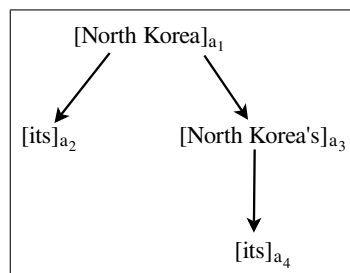 [North Korea]a₁
[its]a₂
[North Korea's]a₃
[its]a₄